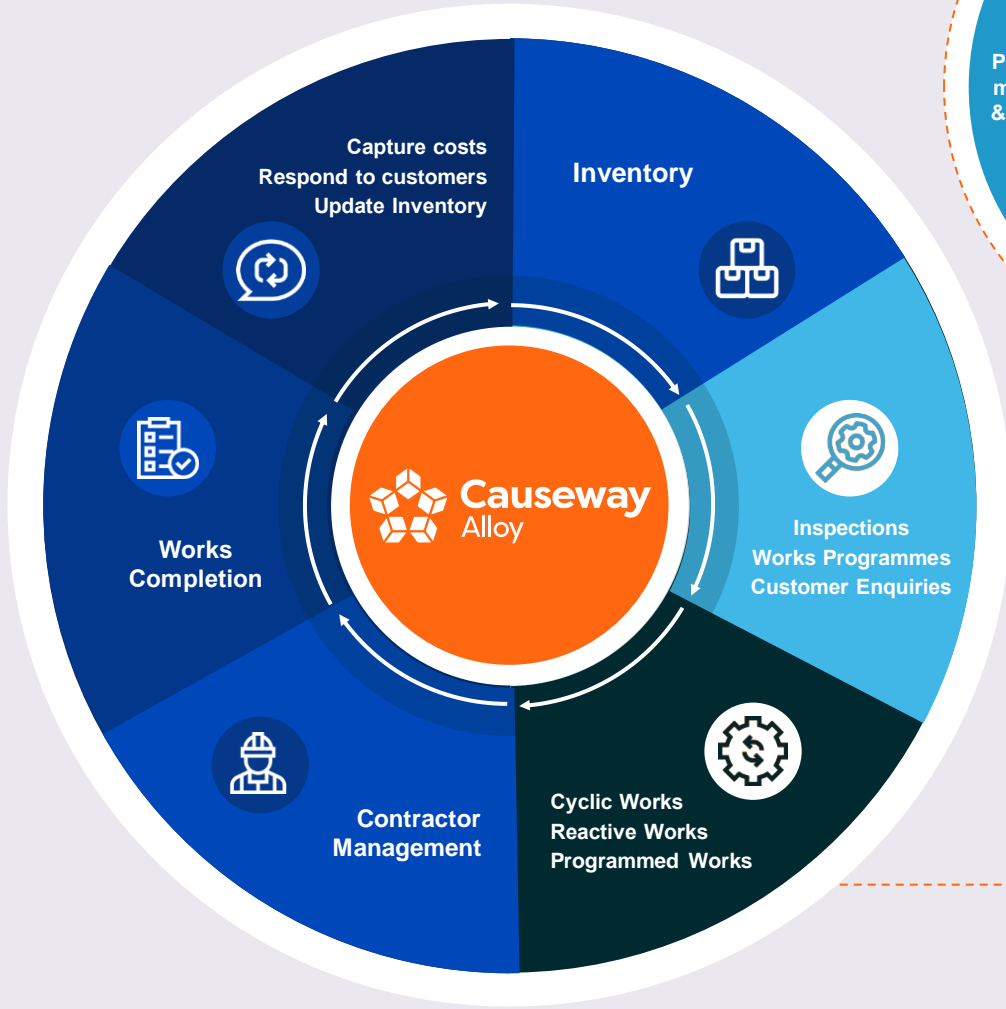 Capture costs
Respond to customers
Update Inventory
Inventory
Inspections
Works Programmes
Customer Enquiries
Cyclic Works
Reactive Works
Programmed Works
Contractor
Management
Works
Completion
Causeway
Alloy
&